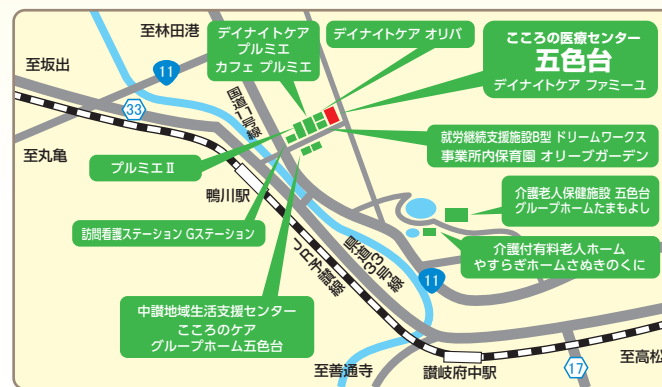 至林田港
デイナイトケア
プルミエ
カフェ プルミエ
デイナイトケア オリバ
こころの医療センター
五色台
デイナイトケア ファミーユ
至坂出
11
33
国道11号線
至丸亀
プルミエⅡ
就労継続支援施設B型 ドリームワークス
事業所内保育園 オリーブガーデン
鴨川駅
介護老人保健施設 五色台
グループホームたまもよし
訪問看護ステーション Gステーション
介護付有料老人ホーム
やすらぎホームさぬきのくに
県道33号線
JR予讃線
11
中讃地域生活支援センター
こころのケア
グループホーム五色台
至善通寺
讃岐府中駅
至高松
17